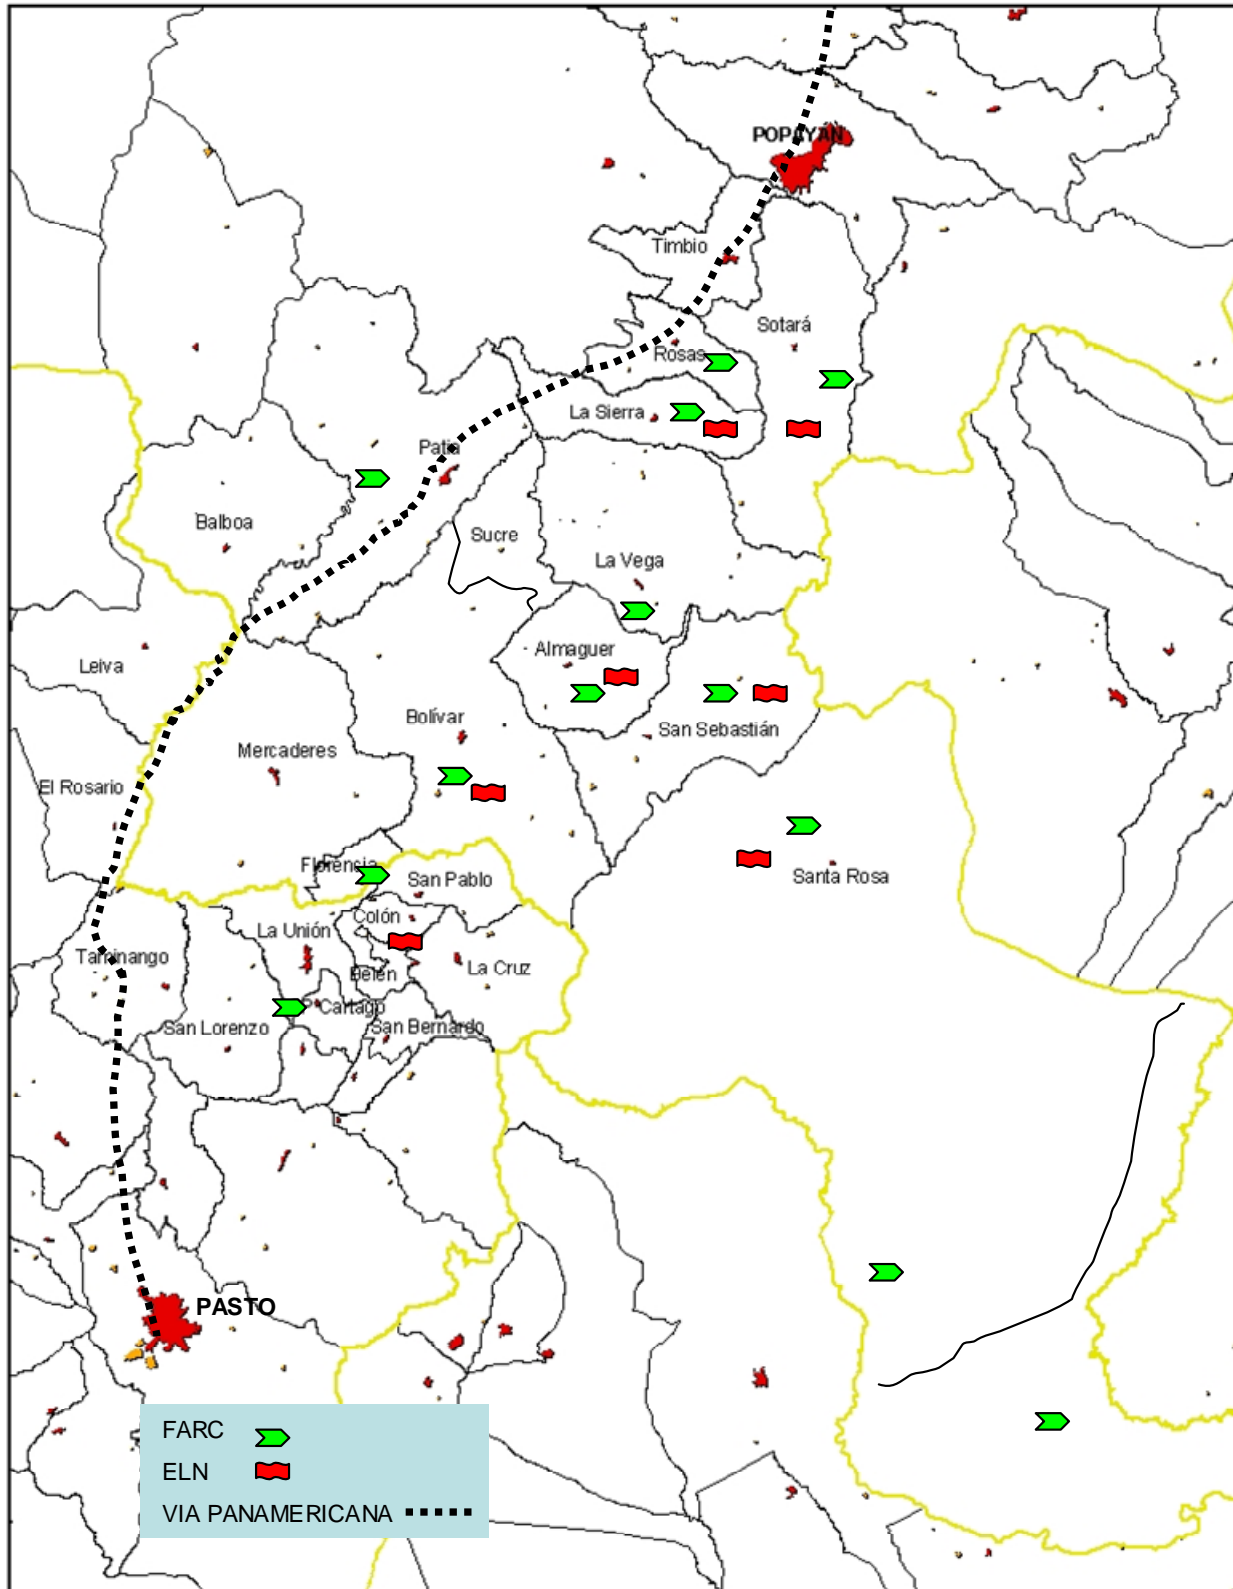 POPAYÁN
Timbio
Sotará
Rosas
La Sierra
Patia
Balboa
Sucre
La Vega
Almaguer
Leiva
Bolívar
San Sebastián
Mercaderes
El Rosario
Florencia
San Pablo
Santa Rosa
Colón
La Unión
Taminango
Belén
La Cruz
Cartago
San Lorenzo
San Bernardo
PASTO
FARC
ELN
VIA PANAMERICANA